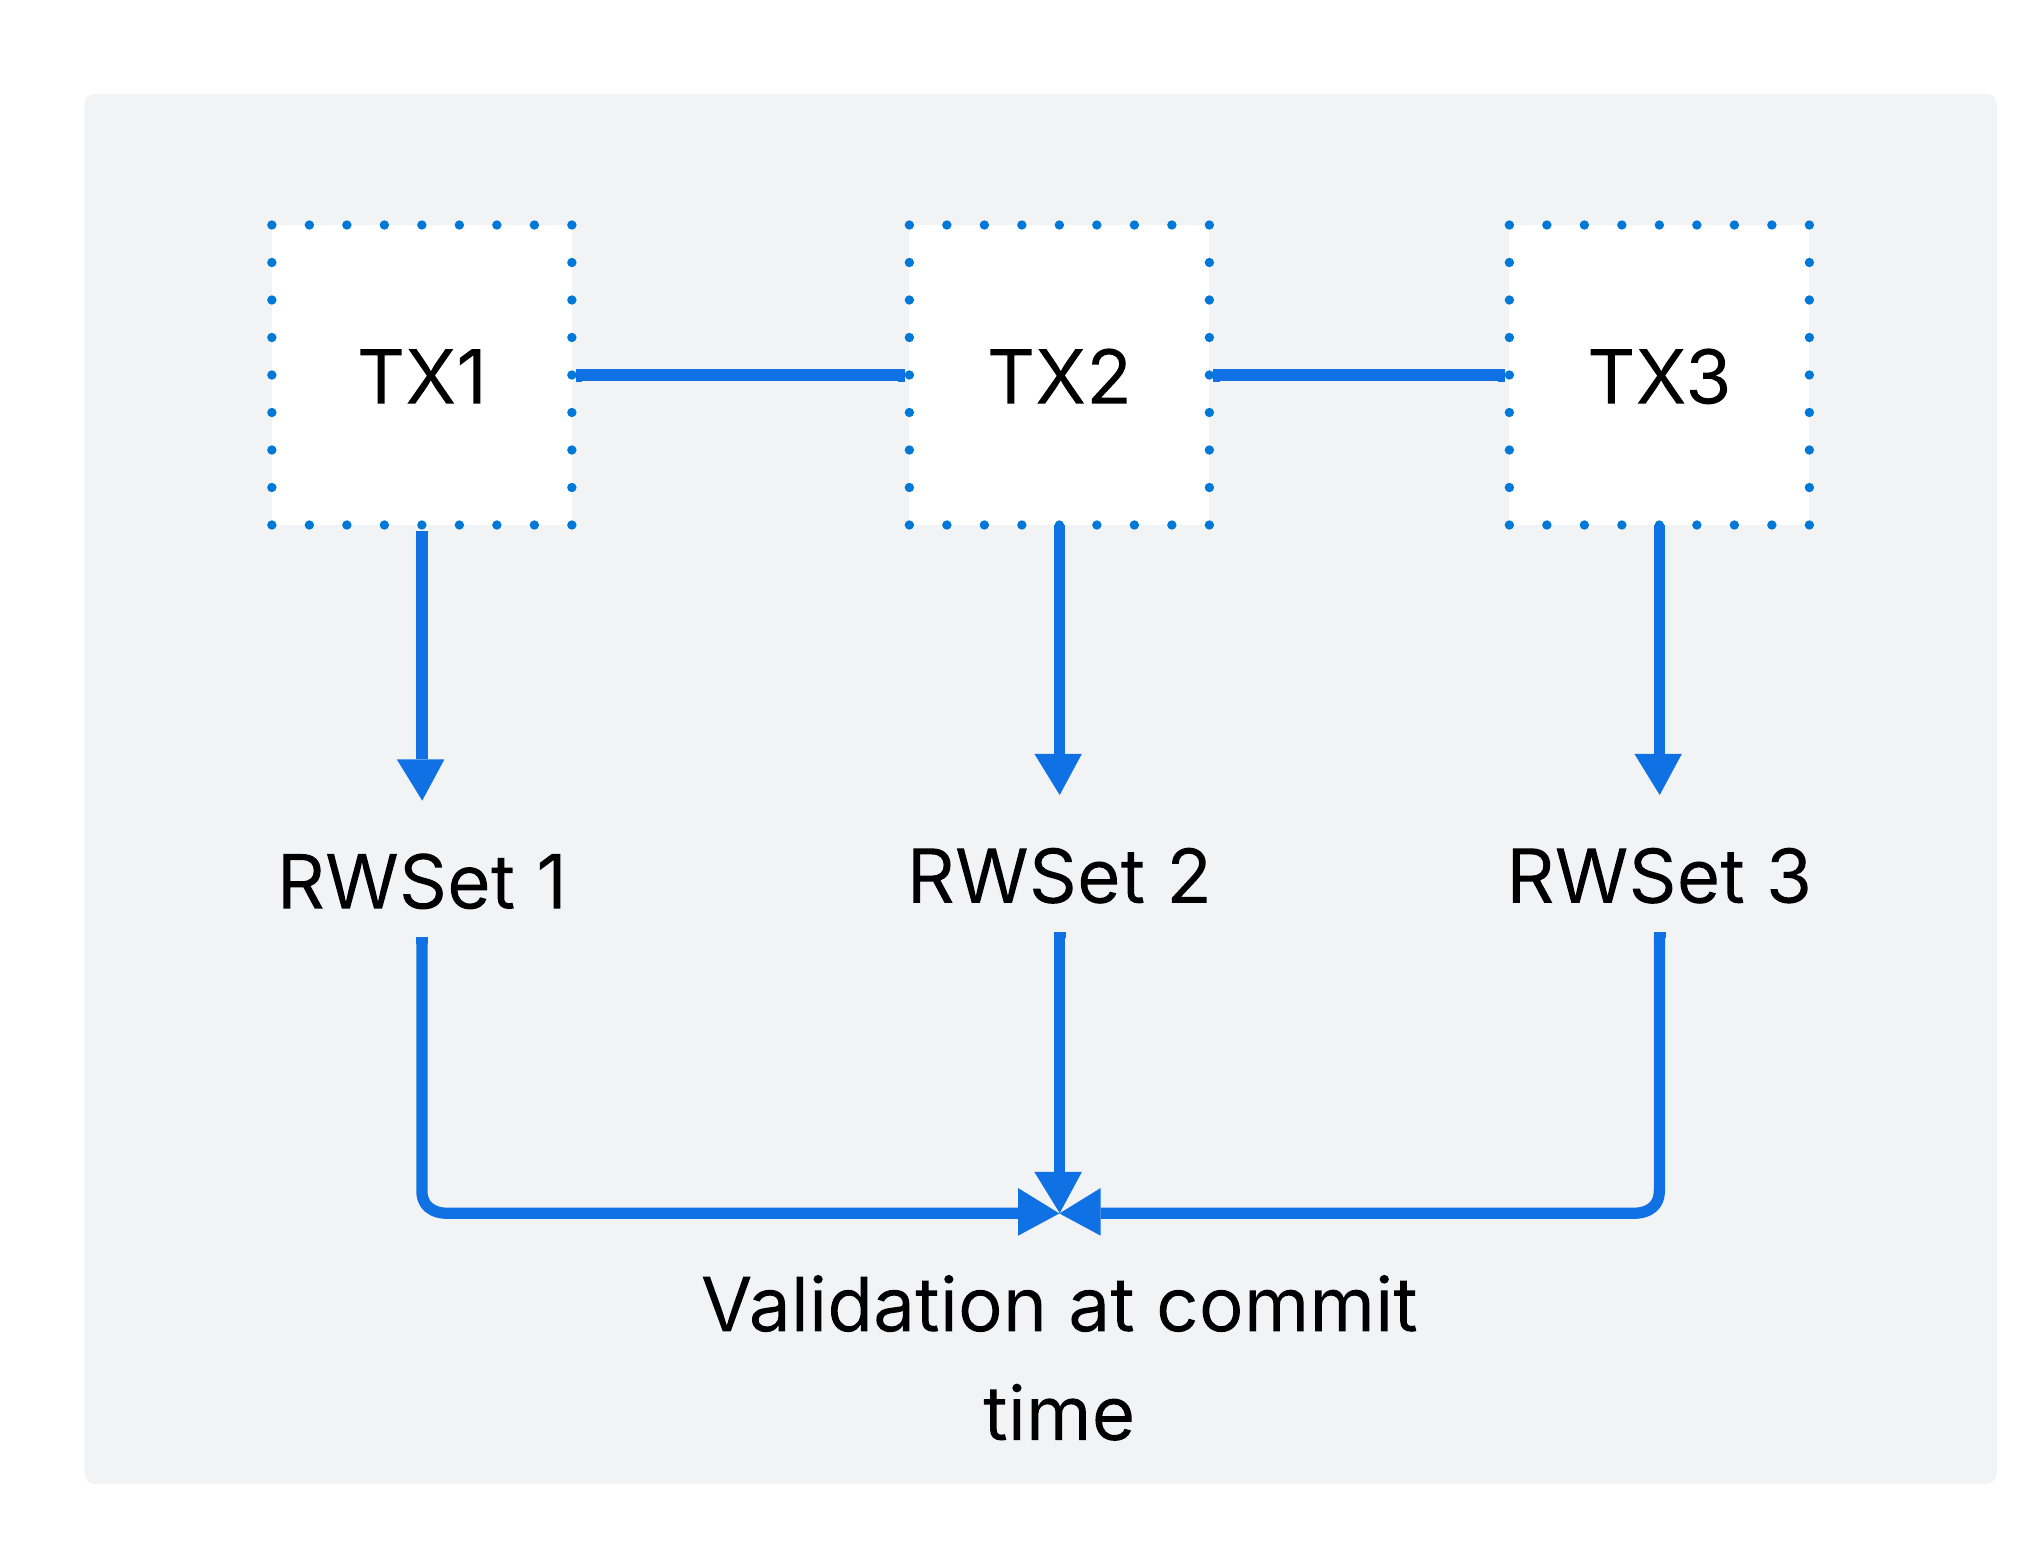 TX1
TX2
TX3
RWSet 1
RWSet 2
RWSet 3
Validation at commit
time